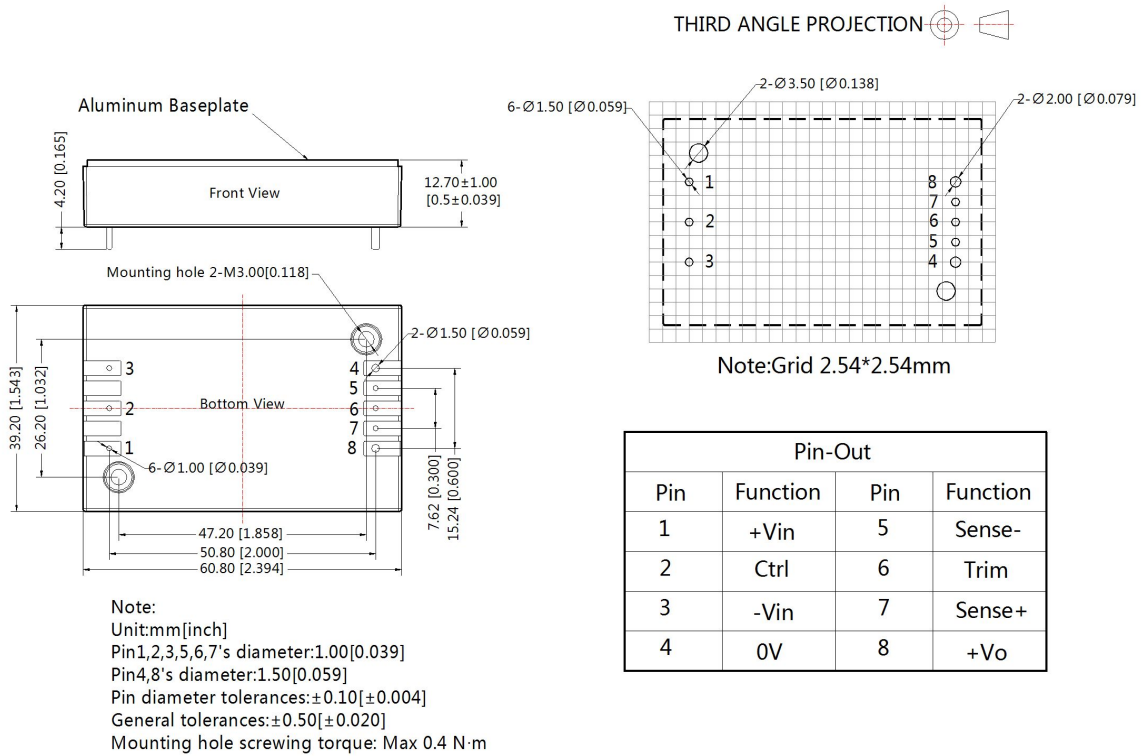 THIRD ANGLE PROJECTION
Aluminum Baseplate
4.20 [0.165]
Front View
12.70±1.00
[0.5±0.039]
2-Ø3.50 [Ø0.138]
6-Ø1.50 [Ø0.059]
2-Ø2.00 [Ø0.079]
1
2
3
8
7
6
5
4
Note:Grid 2.54*2.54mm
Mounting hole 2-M3.00[0.118]
2-Ø1.50 [Ø0.059]
39.20 [1.543]
26.20 [1.032]
3
2
1
Bottom View
4
5
6
7
8
6-Ø1.00 [Ø0.039]
7.62 [0.300]
15.24 [0.600]
47.20 [1.858]
50.80 [2.000]
60.80 [2.394]
Pin-Out
Pin Function Pin Function
1 +Vin 5 Sense-
2 Ctrl 6 Trim
3 -Vin 7 Sense+
4 0V 8 +Vo
Note:
Unit:mm[inch]
Pin1,2,3,5,6,7's diameter:1.00[0.039]
Pin4,8's diameter:1.50[0.059]
Pin diameter tolerances:±0.10[±0.004]
General tolerances:±0.50[±0.020]
Mounting hole screwing torque: Max 0.4 N·m